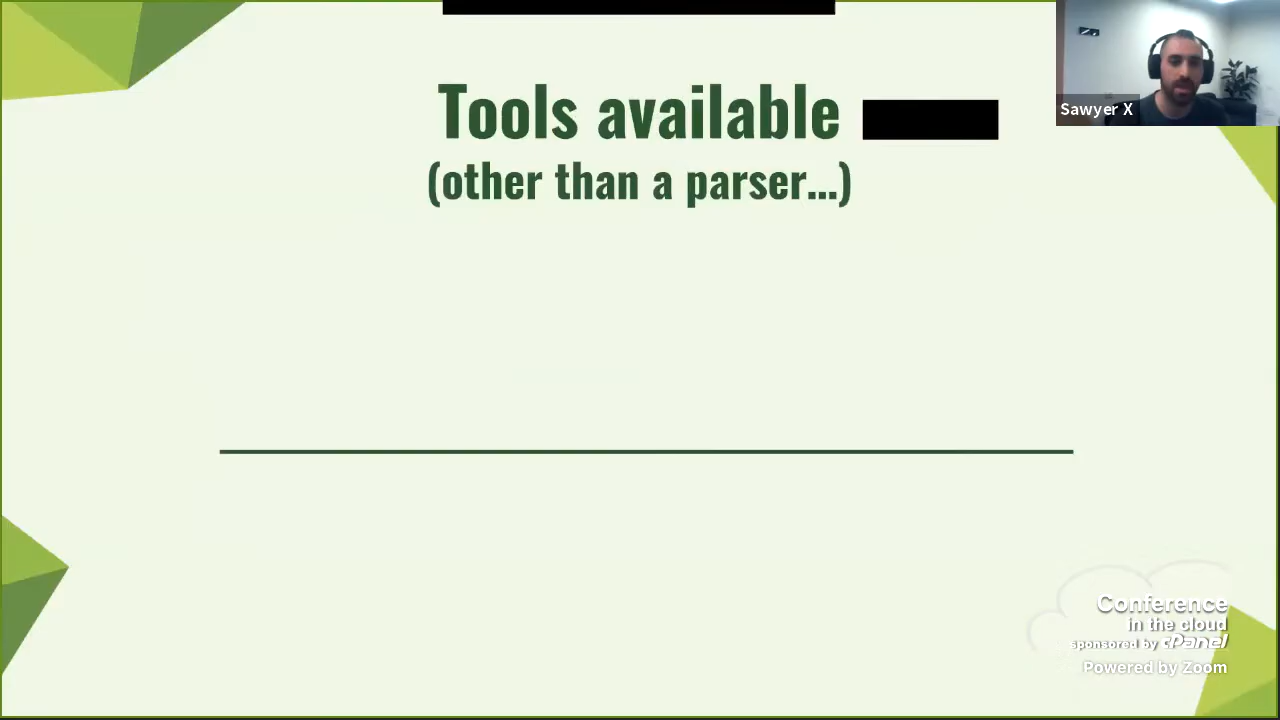 Tools available
(other than a parser...)
Sawyer X
Conference
in the cloud
sponsored by cPanel
Powered by Zoom